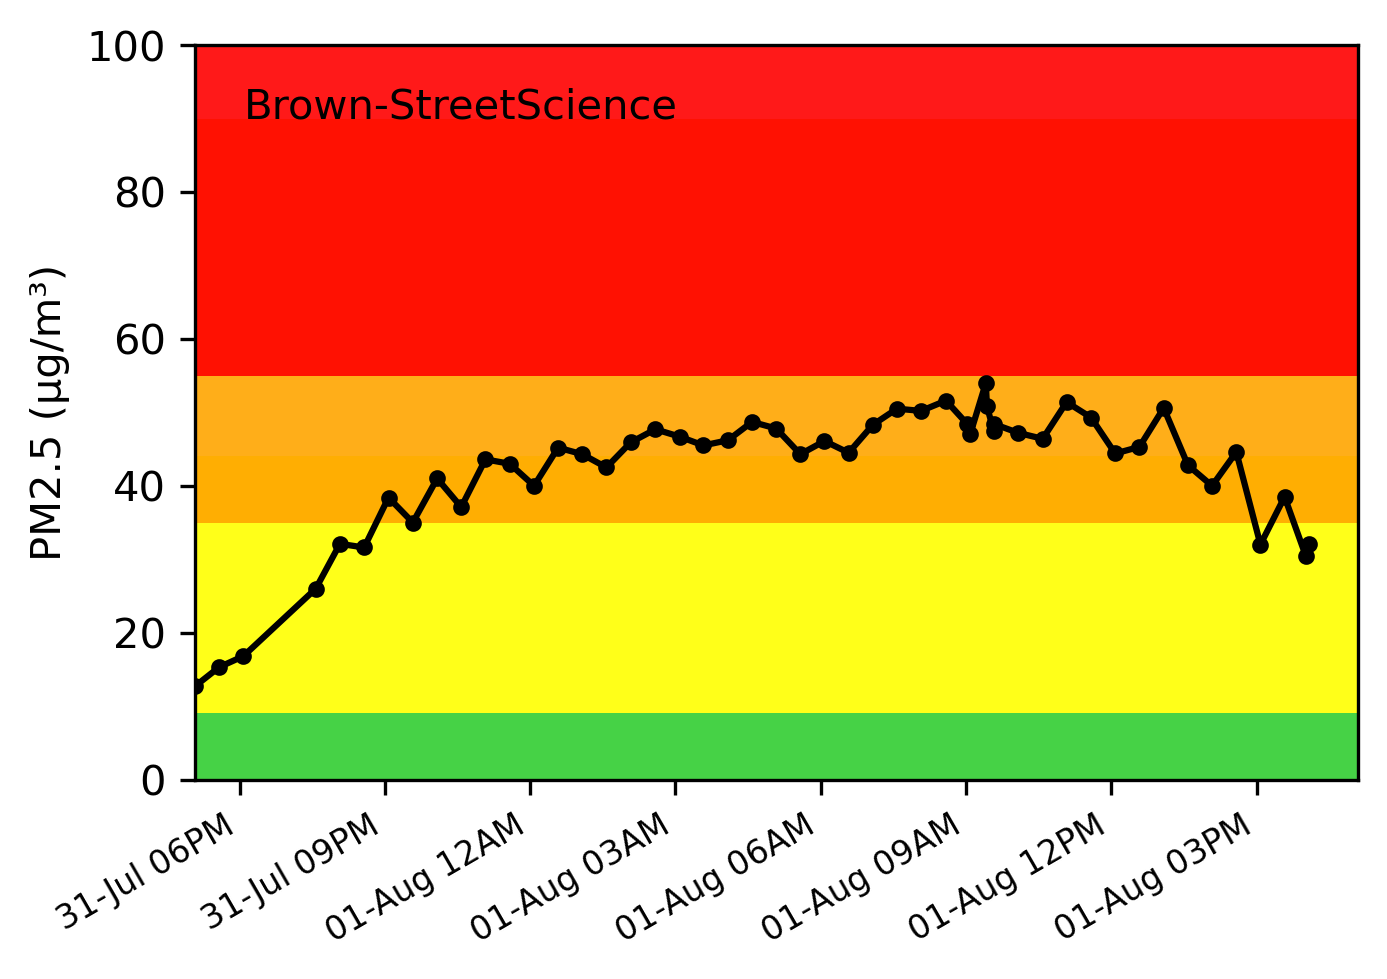 Brown-StreetScience
PM2.5 (µg/m³)
100
80
60
40
20
0
31-Jul 06PM
31-Jul 09PM
01-Aug 12AM
01-Aug 03AM
01-Aug 06AM
01-Aug 09AM
01-Aug 12PM
01-Aug 03PM